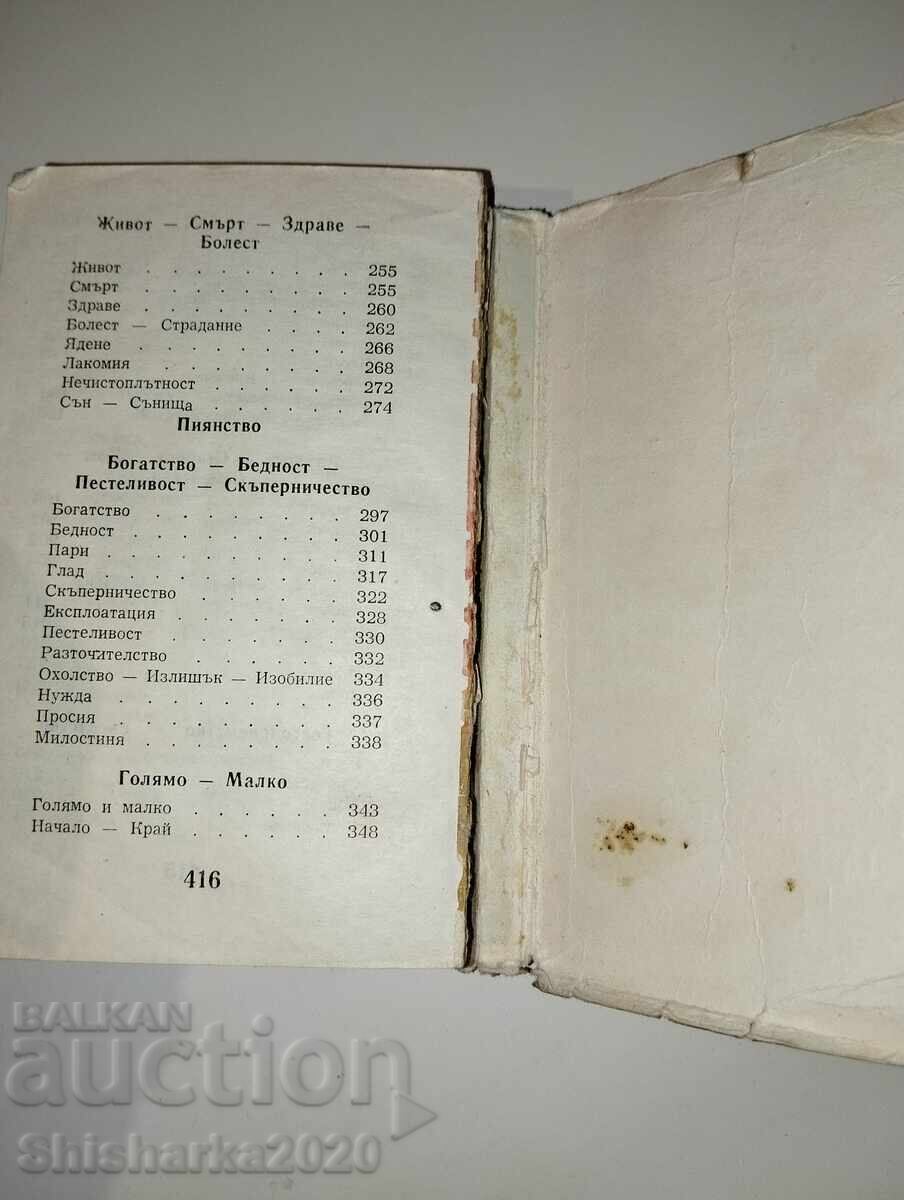 Живот — Смърт — Здраве —
Болест
Живот . . . . . . . . . 255
Смърт . . . . . . . . . 255
Здраве . . . . . . . . 260
Болест — Страдание . . . . 262
Ядене . . . . . . . . . 266
Лакомия . . . . . . . . 268
Нечистоплътност . . . . . . 272
Сън — Сънища . . . . . . 274
Пиянство
Богатство — Бедност —
Пестеливост — Скъперничество
Богатство . . . . . . . . 297
Бедност . . . . . . . . . 301
Пари . . . . . . . . . . 311
Глад . . . . . . . . . . 317
Скъперничество . . . . . . 322
Експлоатация . . . . . . . 328
Пестеливост . . . . . . . 330
Разточителство . . . . . . 332
Охолство — Излишък — Изобилие 334
Нужда . . . . . . . . . 336
Просия . . . . . . . . . 337
Милостиня . . . . . . . . 338
Голямо — Малко
Голямо и малко . . . . . . 343
Начало — Край . . . . . . 348
416
BALKAN
auction
Shisharka2020